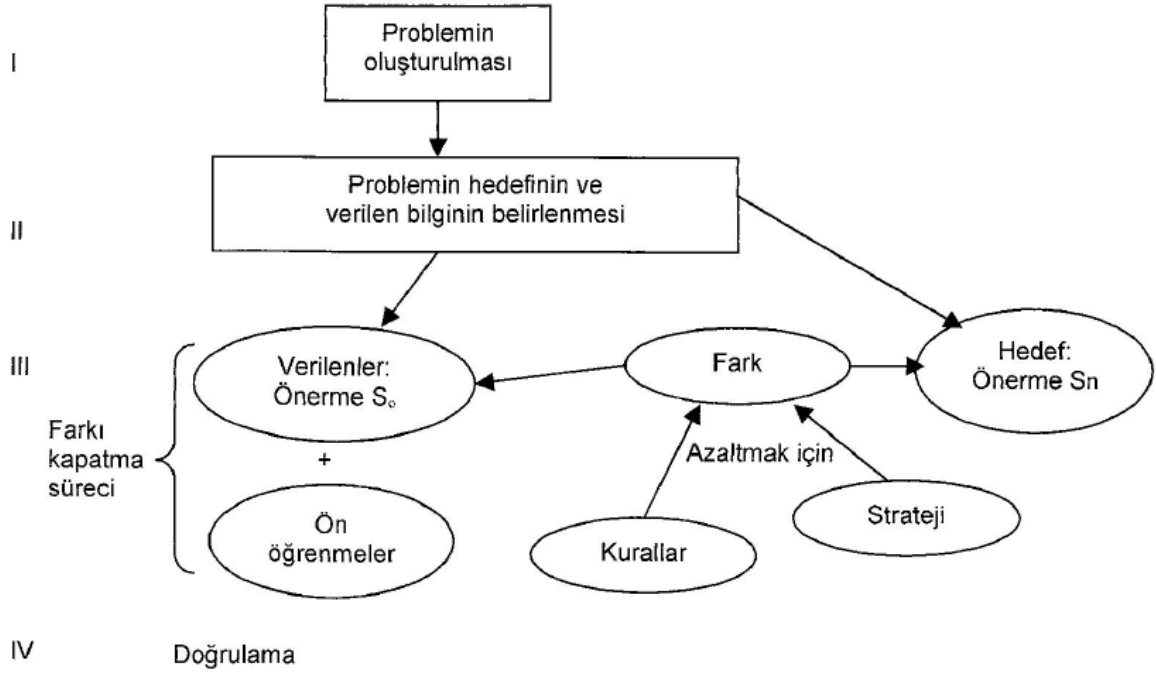 I
Problemin
oluşturulması
II
Problemin hedefinin ve
verilen bilginin belirlenmesi
III
Verilenler:
Önerme Sₒ
Fark
Hedef:
Önerme Sn
Farkı
kapatma
süreci
+
Azaltmak için
Ön
öğrenmeler
Kurallar
Strateji
IV
Doğrulama